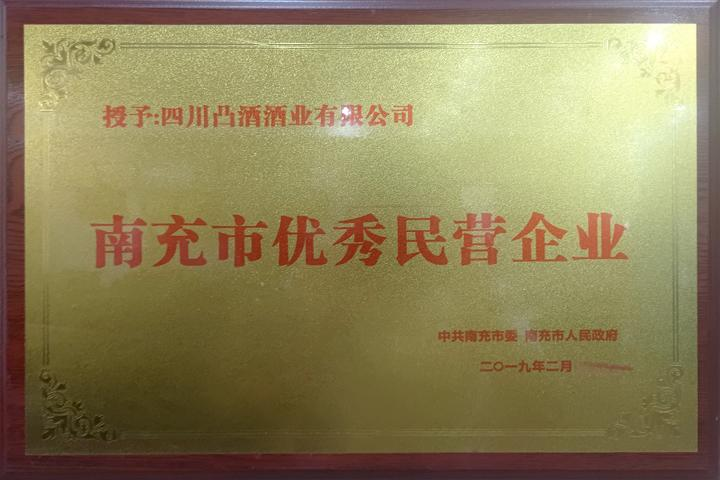 授予:四川凸酒酒业有限公司
南充市优秀民营企业
中共南充市委 南充市人民政府
二〇一九年二月